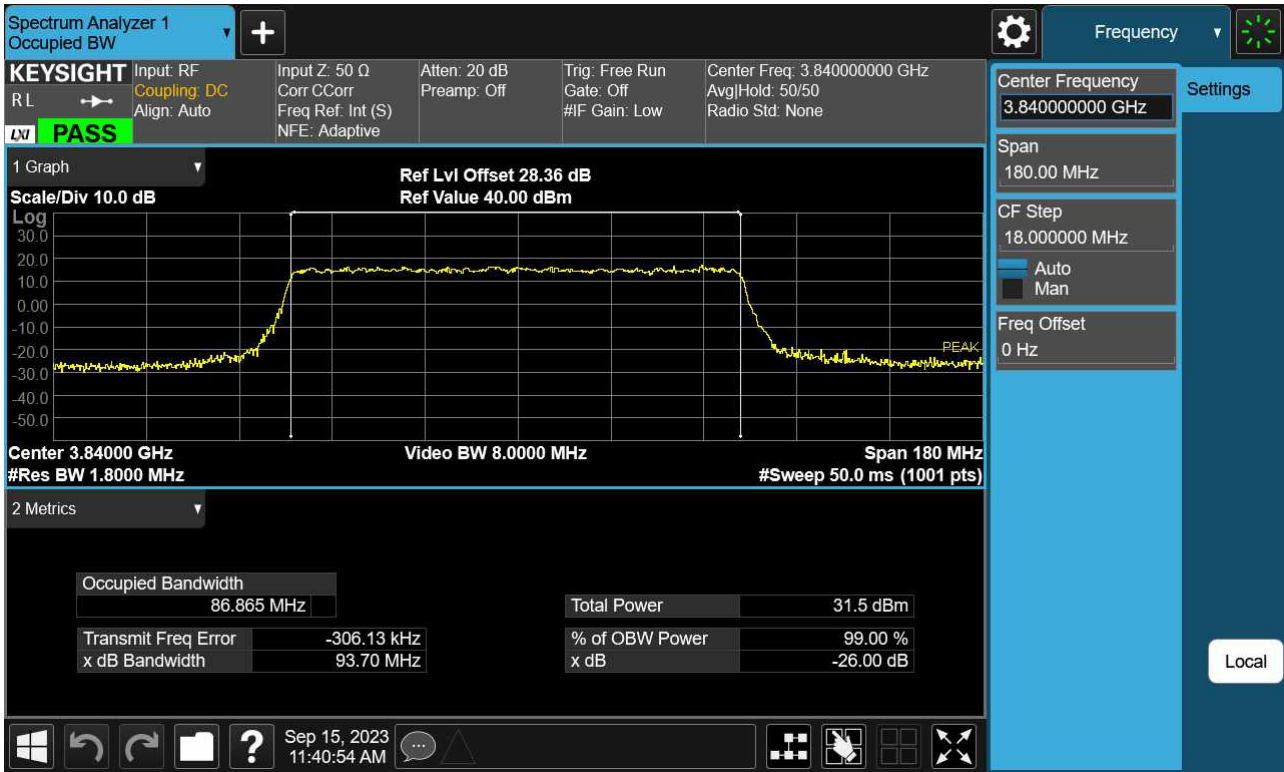 Spectrum Analyzer 1
Occupied BW
Frequency
KEYSIGHT
RL
LXI
PASS
Input: RF
Coupling: DC
Align: Auto
Input Z: 50 Ω
Corr CCorr
Freq Ref: Int (S)
NFE: Adaptive
Atten: 20 dB
Preamp: Off
Trig: Free Run
Gate: Off
#IF Gain: Low
Center Freq: 3.840000000 GHz
Avg|Hold: 50/50
Radio Std: None
Center Frequency
3.840000000 GHz
Settings
Span
180.00 MHz
CF Step
18.000000 MHz
Auto
Man
Freq Offset
0 Hz
1 Graph
Scale/Div 10.0 dB
Ref Lvl Offset 28.36 dB
Ref Value 40.00 dBm
Log
30.0
20.0
10.0
0.00
-10.0
-20.0
-30.0
-40.0
-50.0
PEAK
Center 3.84000 GHz
Video BW 8.0000 MHz
Span 180 MHz
#Res BW 1.8000 MHz
#Sweep 50.0 ms (1001 pts)
2 Metrics
Occupied Bandwidth
86.865 MHz
Total Power 31.5 dBm
Transmit Freq Error -306.13 kHz
% of OBW Power 99.00 %
x dB Bandwidth 93.70 MHz
x dB -26.00 dB
Local
?
Sep 15, 2023
11:40:54 AM